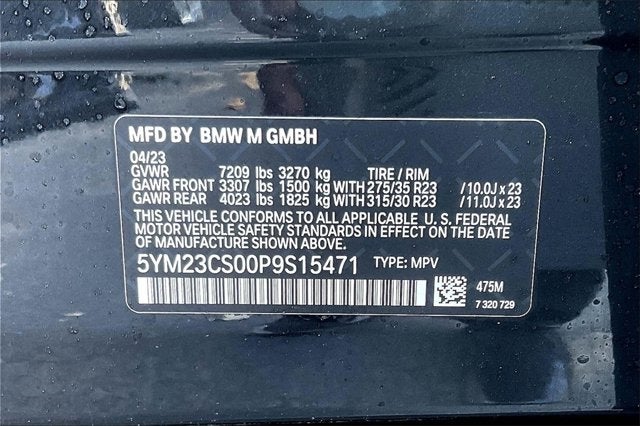 MFD BY BMW M GMBH
04/23
GVWR 7209 lbs 3270 kg TIRE / RIM
GAWR FRONT 3307 lbs 1500 kg WITH 275/35 R23 /10.0J x 23
GAWR REAR 4023 lbs 1825 kg WITH 315/30 R23 /11.0J x 23
THIS VEHICLE CONFORMS TO ALL APPLICABLE U. S. FEDERAL
MOTOR VEHICLE SAFETY STANDARDS IN EFFECT ON THE
DATE OF MANUFACTURE SHOWN ABOVE.
5YM23CS00P9S15471 TYPE: MPV
475M
7 320 729